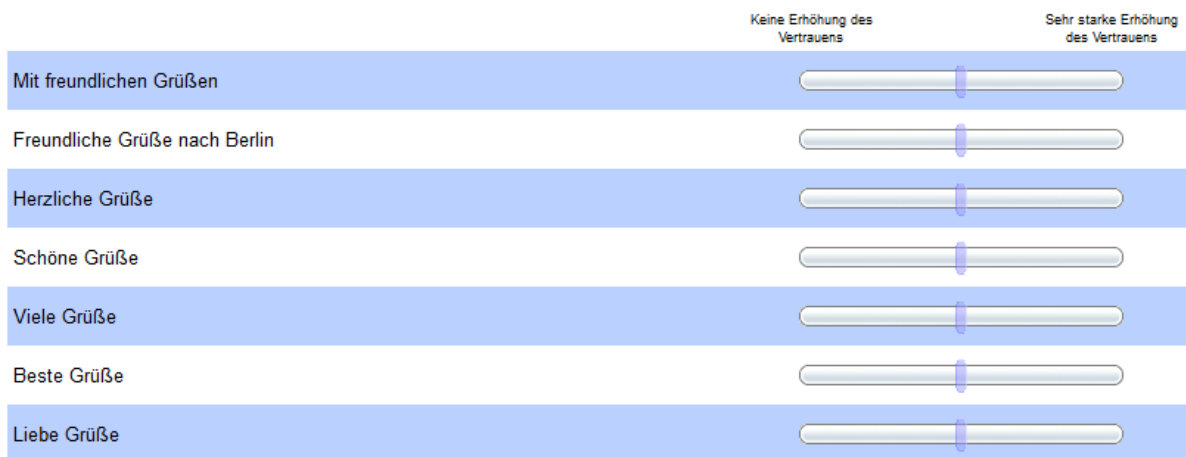 Keine Erhöhung des
Vertrauens
Sehr starke Erhöhung
des Vertrauens
Mit freundlichen Grüßen
Freundliche Grüße nach Berlin
Herzliche Grüße
Schöne Grüße
Viele Grüße
Beste Grüße
Liebe Grüße